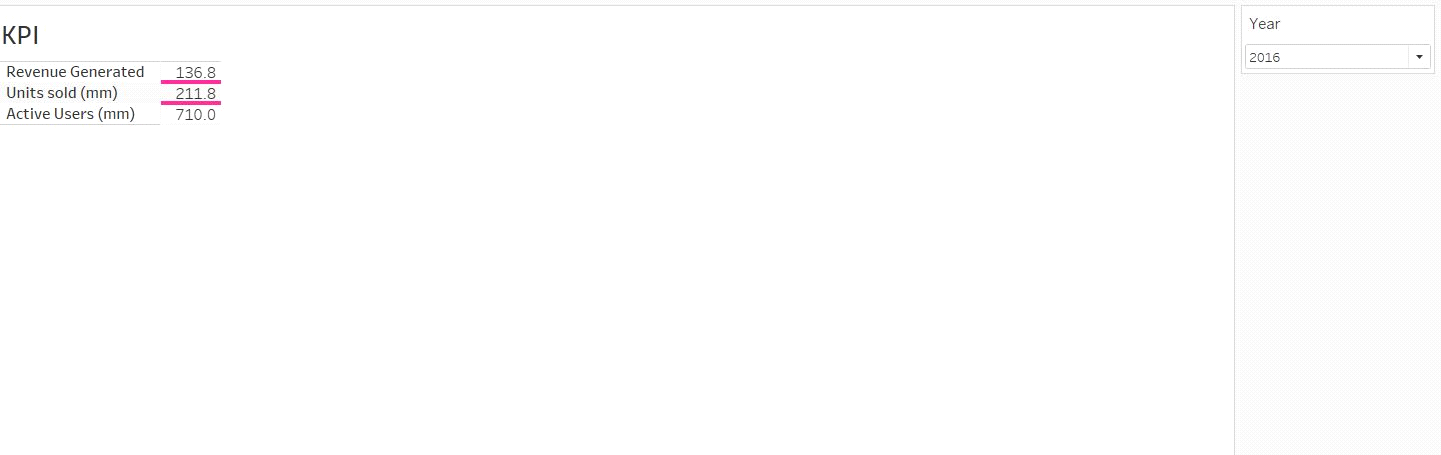 KPI
Revenue Generated 136.8
Units sold (mm) 211.8
Active Users (mm) 710.0
Year
2016